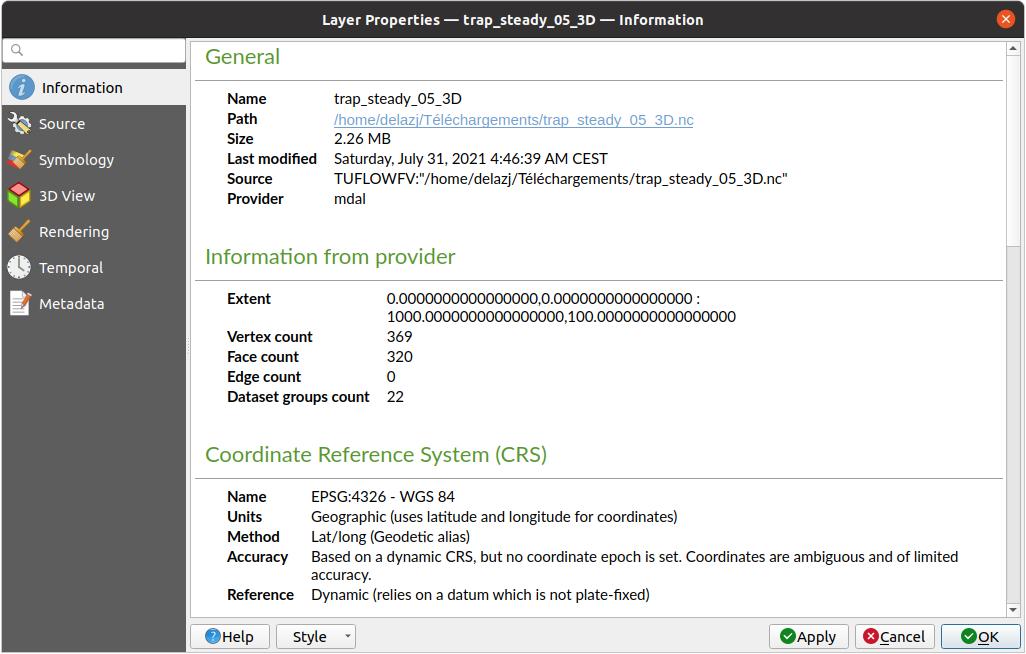 Layer Properties — trap_steady_05_3D — Information
Information
Source
Symbology
3D View
Rendering
Temporal
Metadata
General
Name trap_steady_05_3D
Path /home/delazj/Téléchargements/trap_steady_05_3D.nc
Size 2.26 MB
Last modified Saturday, July 31, 2021 4:46:39 AM CEST
Source TUFLOWFV:"/home/delazj/Téléchargements/trap_steady_05_3D.nc"
Provider mdal
Information from provider
Extent 0.0000000000000000,0.0000000000000000 :
1000.0000000000000000,100.0000000000000000
Vertex count 369
Face count 320
Edge count 0
Dataset groups count 22
Coordinate Reference System (CRS)
Name EPSG:4326 - WGS 84
Units Geographic (uses latitude and longitude for coordinates)
Method Lat/long (Geodetic alias)
Accuracy Based on a dynamic CRS, but no coordinate epoch is set. Coordinates are ambiguous and of limited
accuracy.
Reference Dynamic (relies on a datum which is not plate-fixed)
Help Style Apply Cancel OK